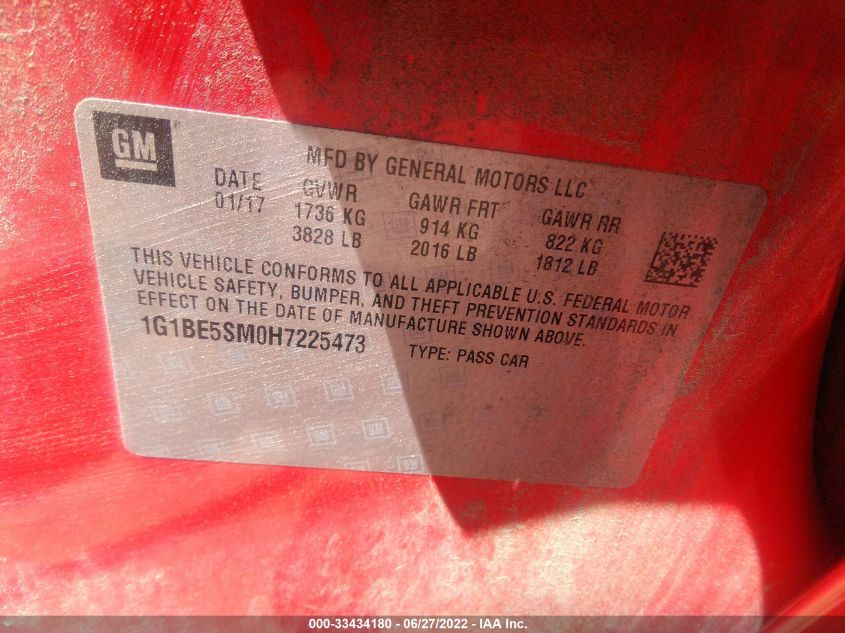 GM
MFD BY GENERAL MOTORS LLC
DATE GVWR GAWR FRT GAWR RR
01/17 1736 KG 914 KG 822 KG
3828 LB 2016 LB 1812 LB
THIS VEHICLE CONFORMS TO ALL APPLICABLE U.S. FEDERAL MOTOR
VEHICLE SAFETY, BUMPER, AND THEFT PREVENTION STANDARDS IN
EFFECT ON THE DATE OF MANUFACTURE SHOWN ABOVE.
1G1BE5SM0H7225473 TYPE: PASS CAR
000-33434180 - 06/27/2022 - IAA Inc.